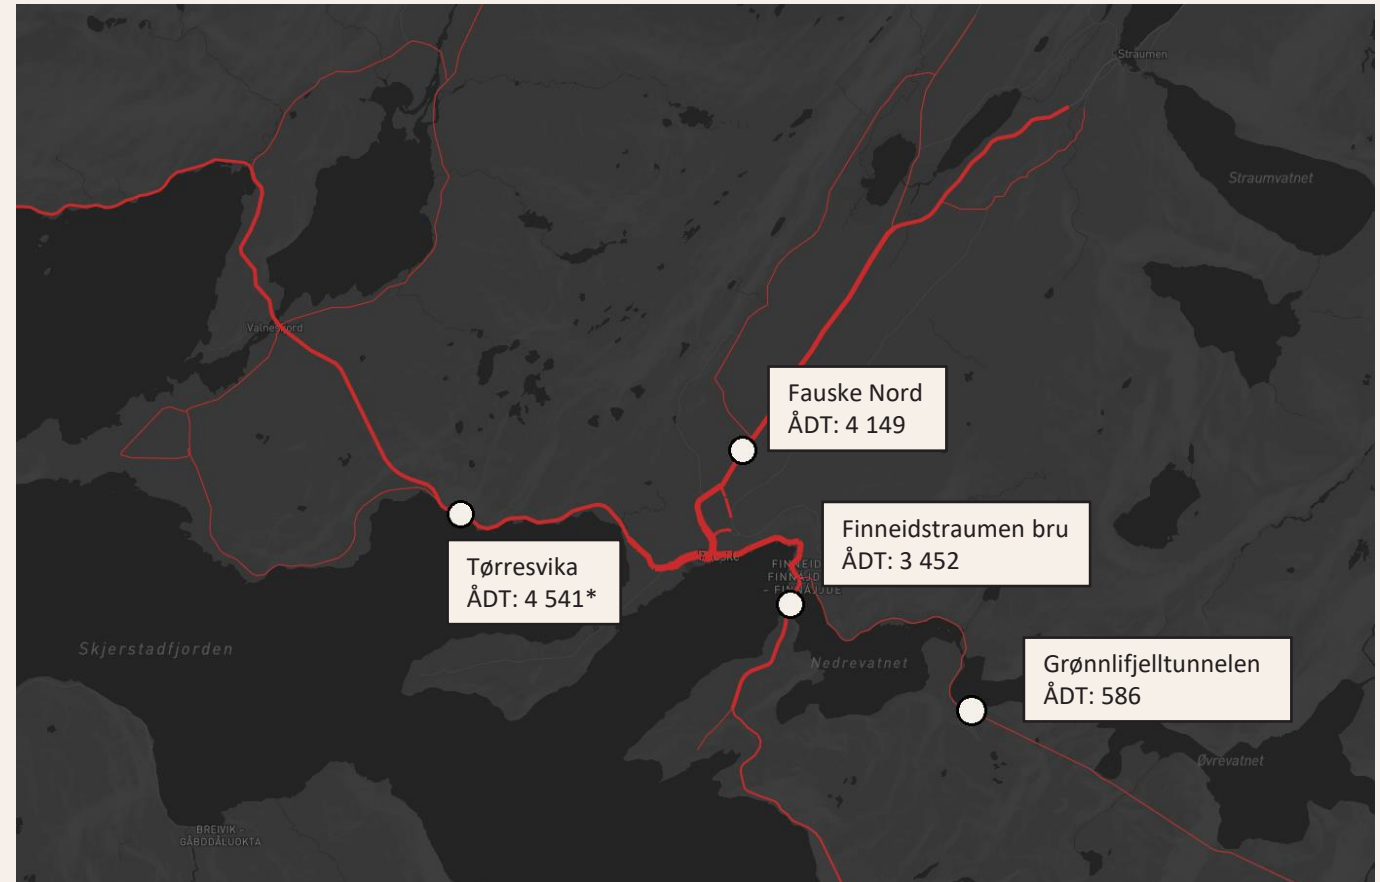 Straumen
Straumvatnet
Valnesfjord
Fauske Nord
ÅDT: 4 149
Finneidstraumen bru
ÅDT: 3 452
Tørresvika
ÅDT: 4 541*
Skjerstadfjorden
Nedrevatnet
Grønnlifjelltunnelen
ÅDT: 586
Øvrevatnet
BREIVIK -
GÅBDDÅLUOKTA